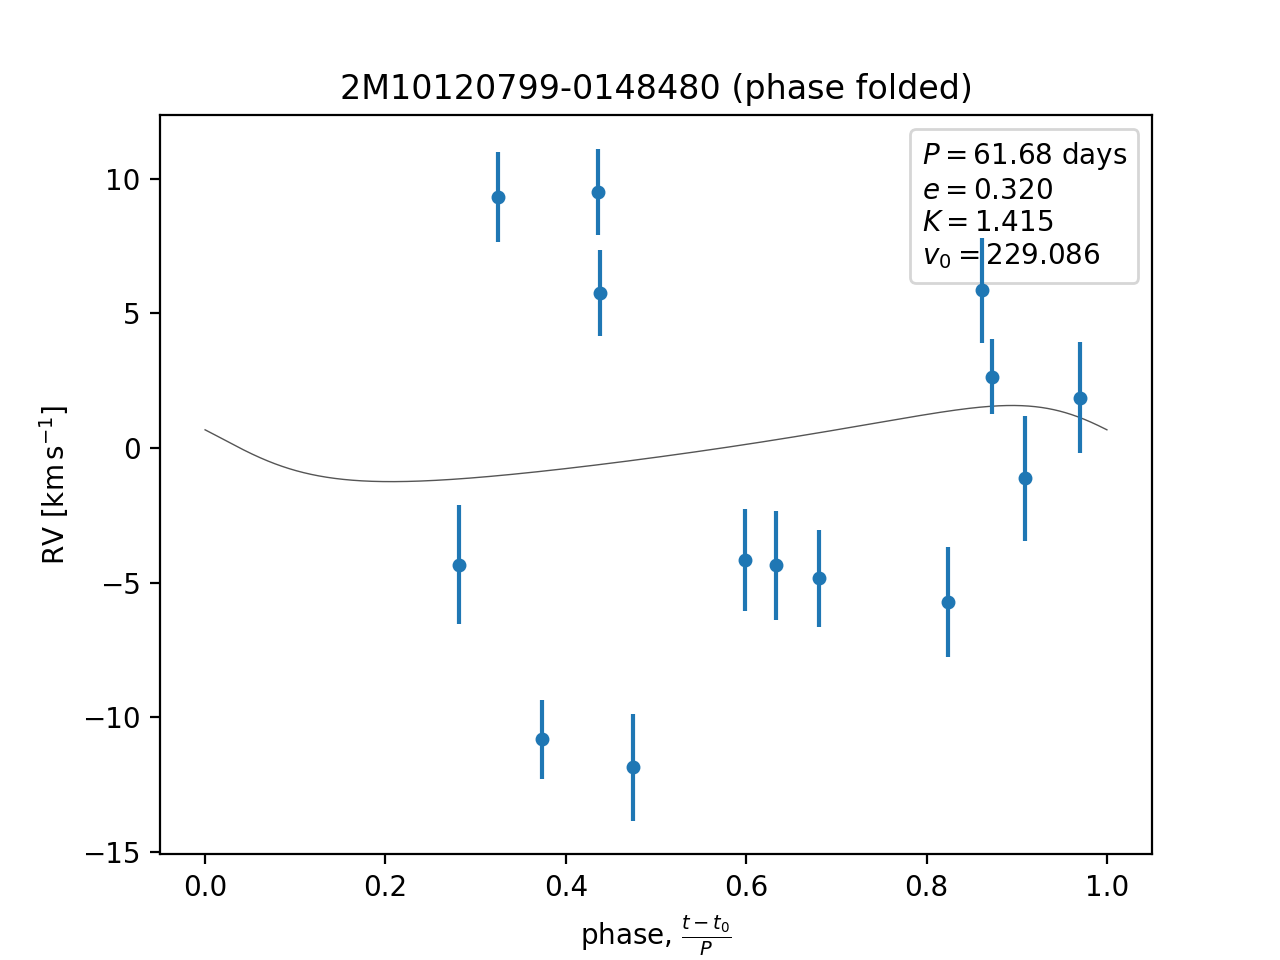 2M10120799-0148480 (phase folded)
P = 61.68 days
e = 0.320
K = 1.415
v₀ = 229.086
10
5
0
−5
−10
−15
RV [km s⁻¹]
0.0 0.2 0.4 0.6 0.8 1.0
phase, (t − t₀)/P